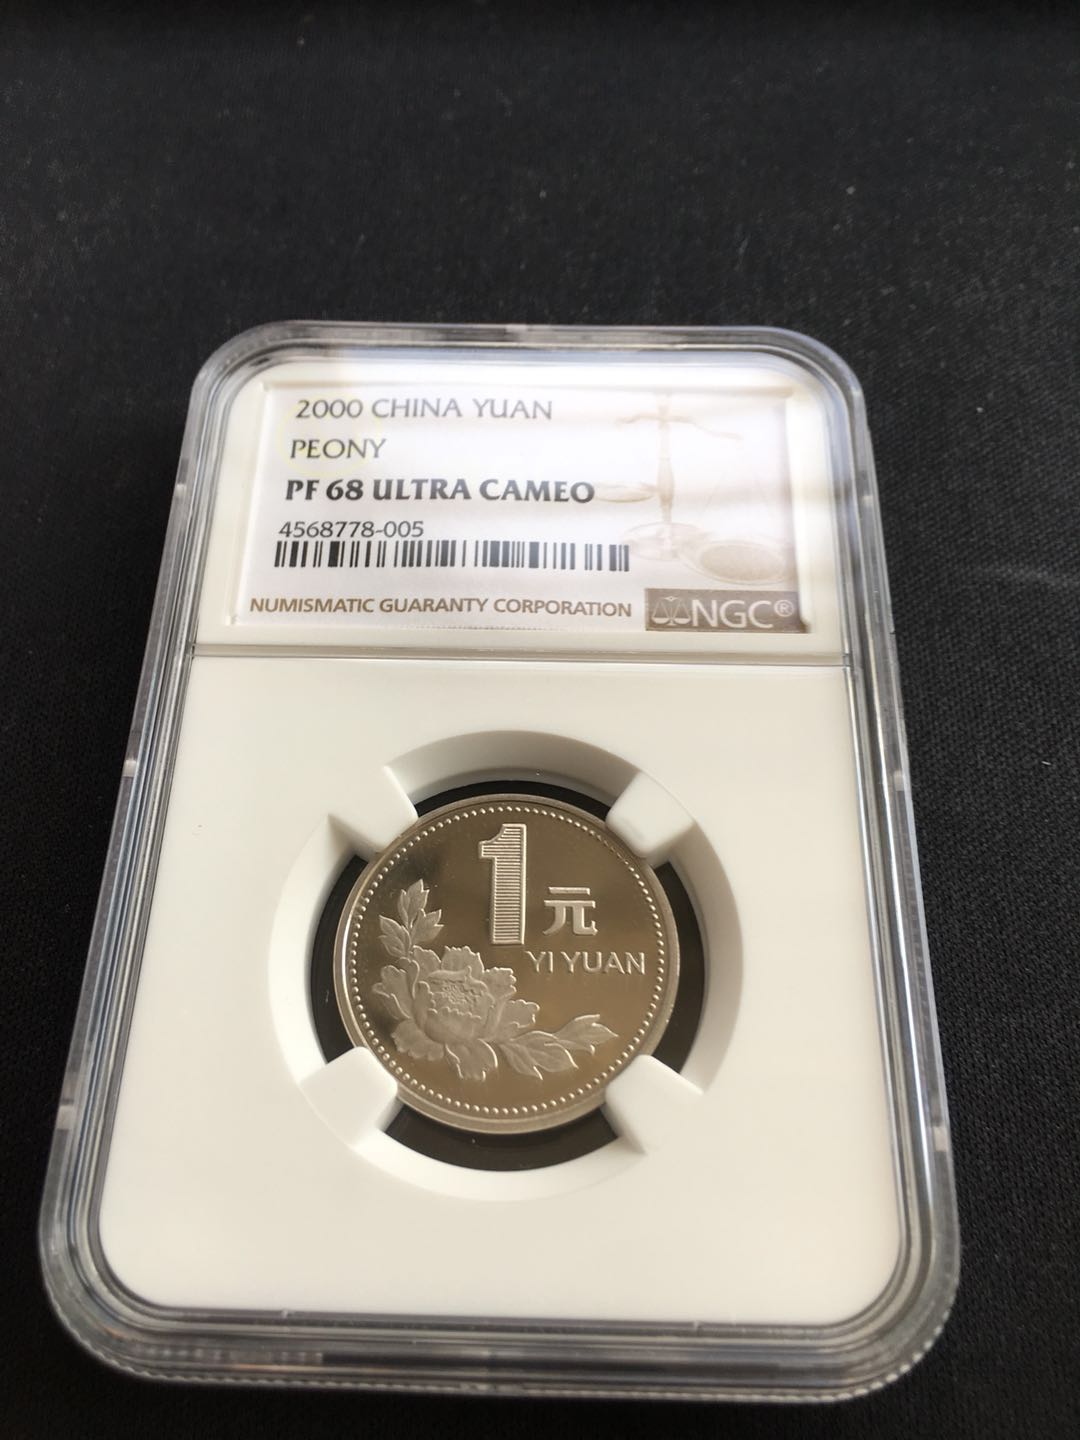 2000 CHINA YUAN
PEONY
PF 68 ULTRA CAMEO
4568778-005
NUMISMATIC GUARANTY CORPORATION
NGC®
1
元
YI YUAN